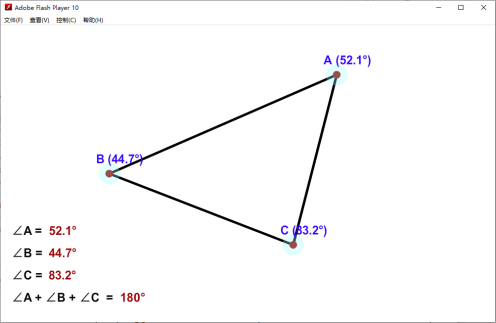 Adobe Flash Player 10
文件(F) 查看(V) 控制(C) 帮助(H)
A (52.1°)
B (44.7°)
C (83.2°)
∠A = 52.1°
∠B = 44.7°
∠C = 83.2°
∠A + ∠B + ∠C = 180°